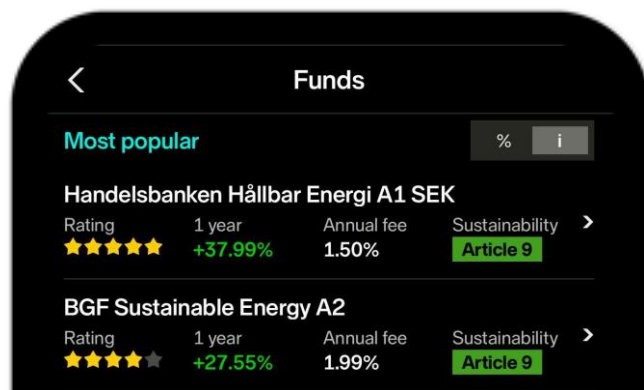 Funds
Most popular % i
Handelsbanken Hållbar Energi A1 SEK
Rating 1 year Annual fee Sustainability
+37.99% 1.50% Article 9
BGF Sustainable Energy A2
Rating 1 year Annual fee Sustainability
+27.55% 1.99% Article 9